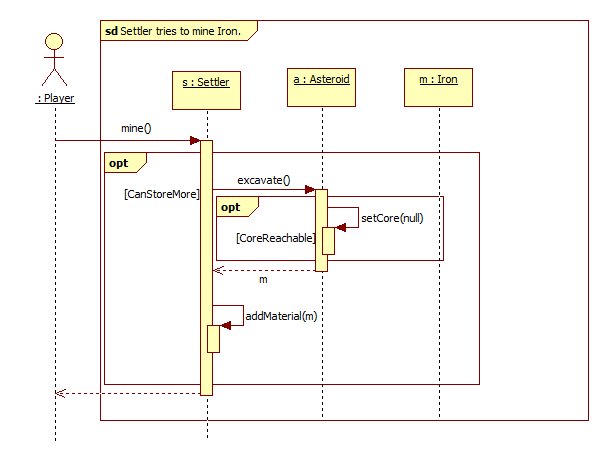 sd Settler tries to mine Iron.
: Player
s : Settler
a : Asteroid
m : Iron
mine()
opt
[CanStoreMore]
excavate()
opt
setCore(null)
[CoreReachable]
m
addMaterial(m)